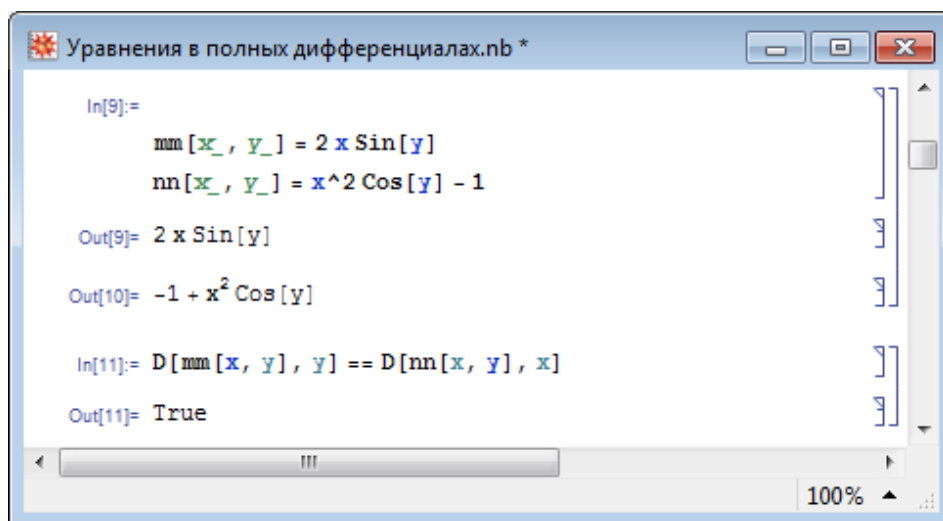 Уравнения в полных дифференциалах.nb *
In[9]:=
mm[x_, y_] = 2 x Sin[y]
nn[x_, y_] = x^2 Cos[y] - 1
Out[9]= 2 x Sin[y]
Out[10]= -1 + x² Cos[y]
In[11]:= D[mm[x, y], y] == D[nn[x, y], x]
Out[11]= True
100%